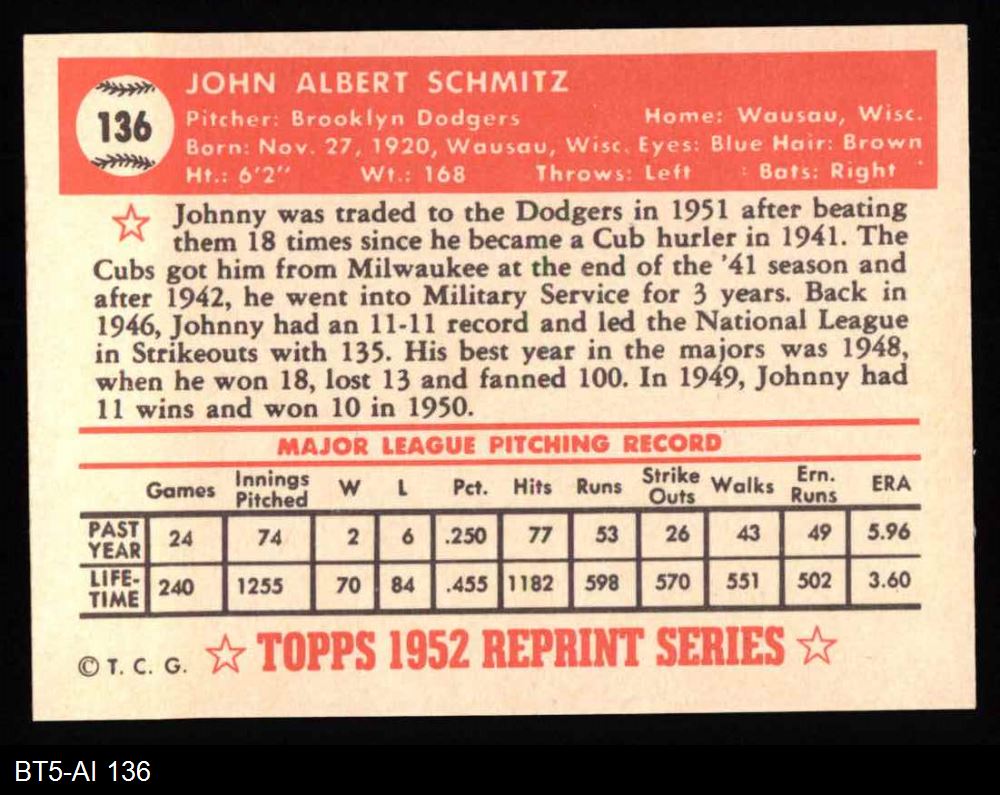 136
JOHN ALBERT SCHMITZ
Pitcher: Brooklyn Dodgers Home: Wausau, Wisc.
Born: Nov. 27, 1920, Wausau, Wisc. Eyes: Blue Hair: Brown
Ht.: 6'2" Wt.: 168 Throws: Left Bats: Right
Johnny was traded to the Dodgers in 1951 after beating
them 18 times since he became a Cub hurler in 1941. The
Cubs got him from Milwaukee at the end of the '41 season and
after 1942, he went into Military Service for 3 years. Back in
1946, Johnny had an 11-11 record and led the National League
in Strikeouts with 135. His best year in the majors was 1948,
when he won 18, lost 13 and fanned 100. In 1949, Johnny had
11 wins and won 10 in 1950.
MAJOR LEAGUE PITCHING RECORD
Games Innings Pitched W L Pct. Hits Runs Strike Outs Walks Ern. Runs ERA
PAST YEAR 24 74 2 6 .250 77 53 26 43 49 5.96
LIFE-TIME 240 1255 70 84 .455 1182 598 570 551 502 3.60
© T. C. G. TOPPS 1952 REPRINT SERIES
BT5-AI 136